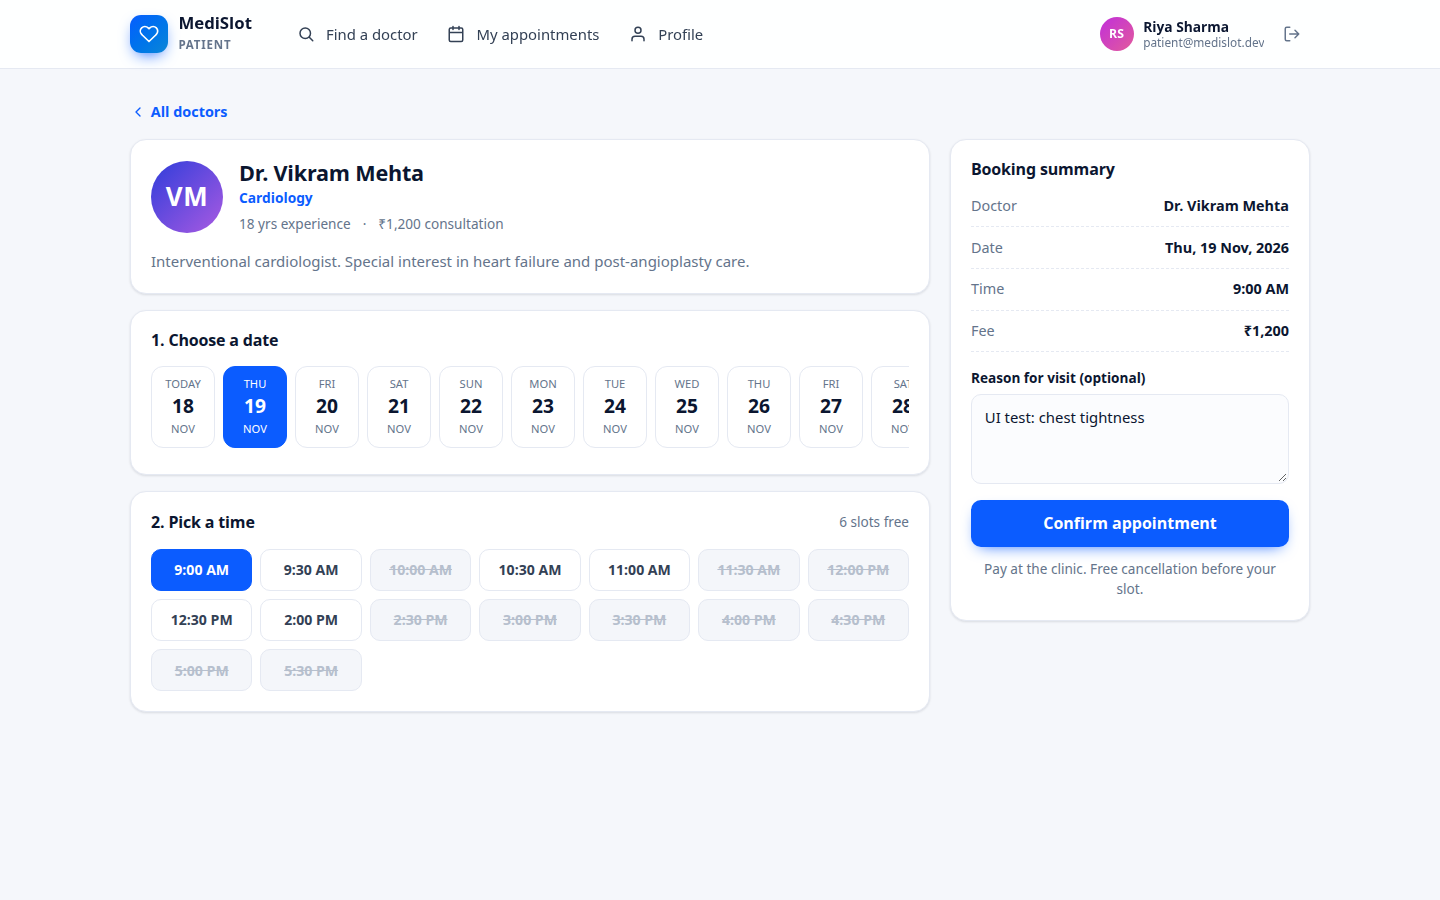 MediSlot
PATIENT
Find a doctor
My appointments
Profile
RS
Riya Sharma
patient@medislot.dev
All doctors
VM
Dr. Vikram Mehta
Cardiology
18 yrs experience · ₹1,200 consultation
Interventional cardiologist. Special interest in heart failure and post-angioplasty care.
1. Choose a date
TODAY THU FRI SAT SUN MON TUE WED THU FRI
18 19 20 21 22 23 24 25 26 27 28
NOV NOV NOV NOV NOV NOV NOV NOV NOV NOV
2. Pick a time
6 slots free
9:00 AM 9:30 AM 10:00 AM 10:30 AM 11:00 AM 11:30 AM 12:00 PM
12:30 PM 2:00 PM 2:30 PM 3:00 PM 3:30 PM 4:00 PM 4:30 PM
5:00 PM 5:30 PM
Booking summary
Doctor Dr. Vikram Mehta
Date Thu, 19 Nov, 2026
Time 9:00 AM
Fee ₹1,200
Reason for visit (optional)
UI test: chest tightness
Confirm appointment
Pay at the clinic. Free cancellation before your
slot.